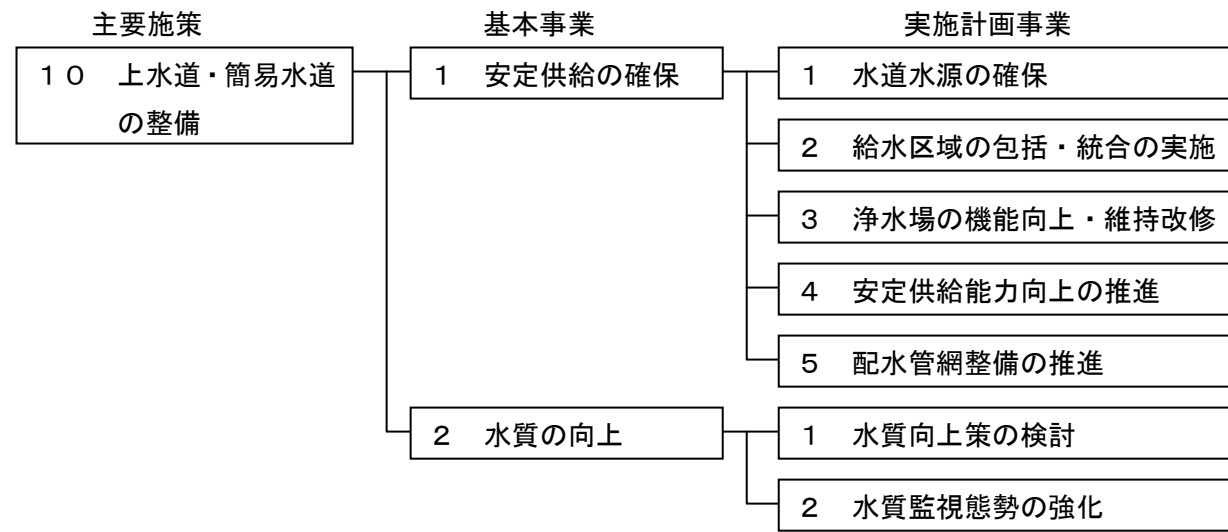 主要施策　基本事業　実施計画事業
１０　上水道・簡易水道
の整備
１　安定供給の確保
１　水道水源の確保
２　給水区域の包括・統合の実施
３　浄水場の機能向上・維持改修
４　安定供給能力向上の推進
５　配水管網整備の推進
２　水質の向上
１　水質向上策の検討
２　水質監視態勢の強化